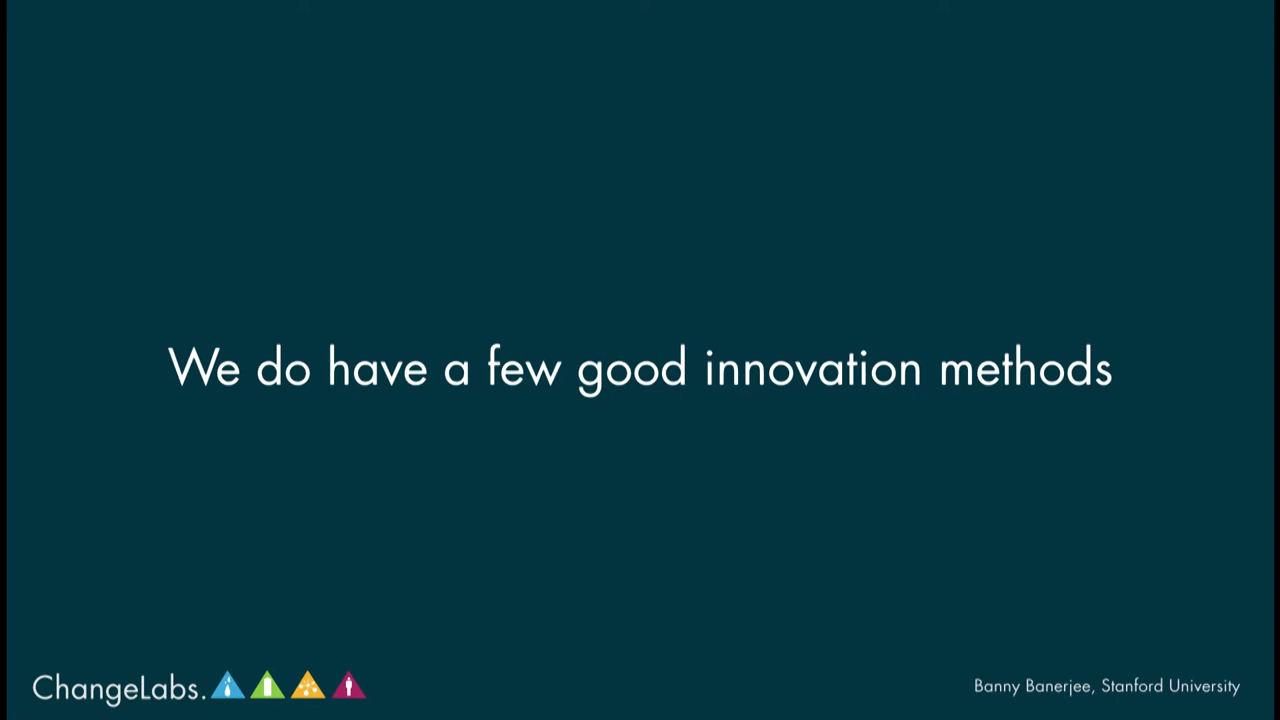 We do have a few good innovation methods
ChangeLabs.
Banny Banerjee, Stanford University